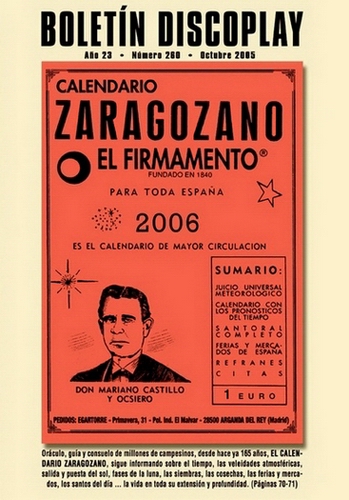 BOLETÍN DISCOPLAY
Año 23 - Número 260 - Octubre 2005
CALENDARIO
ZARAGOZANO
EL FIRMAMENTO®
FUNDADO EN 1840
PARA TODA ESPAÑA
2006
ES EL CALENDARIO DE MAYOR CIRCULACION
SUMARIO:
JUICIO UNIVERSAL
METEOROLOGICO
CALENDARIO CON
LOS PRONOSTICOS
DEL TIEMPO
SANTORAL
COMPLETO
FERIAS Y MERCA-
DOS DE ESPAÑA
REFRANES
CITAS
1 EURO
DON MARIANO CASTILLO
Y OCSIERO
PEDIDOS: EGARTORRE - Primavera, 31 - Pol. Ind. El Malvar - 28500 ARGANDA DEL REY (Madrid)
Oráculo, guía y consuelo de millones de campesinos, desde hace ya 165 años, EL CALEN-
DARIO ZARAGOZANO, sigue informando sobre el tiempo, las veleidades atmosféricas,
salida y puesta del sol, fases de la luna, las siembras, las cosechas, las ferias y merca-
dos, los santos del día ... la vida en toda su extensión y profundidad. (Páginas 70-71)